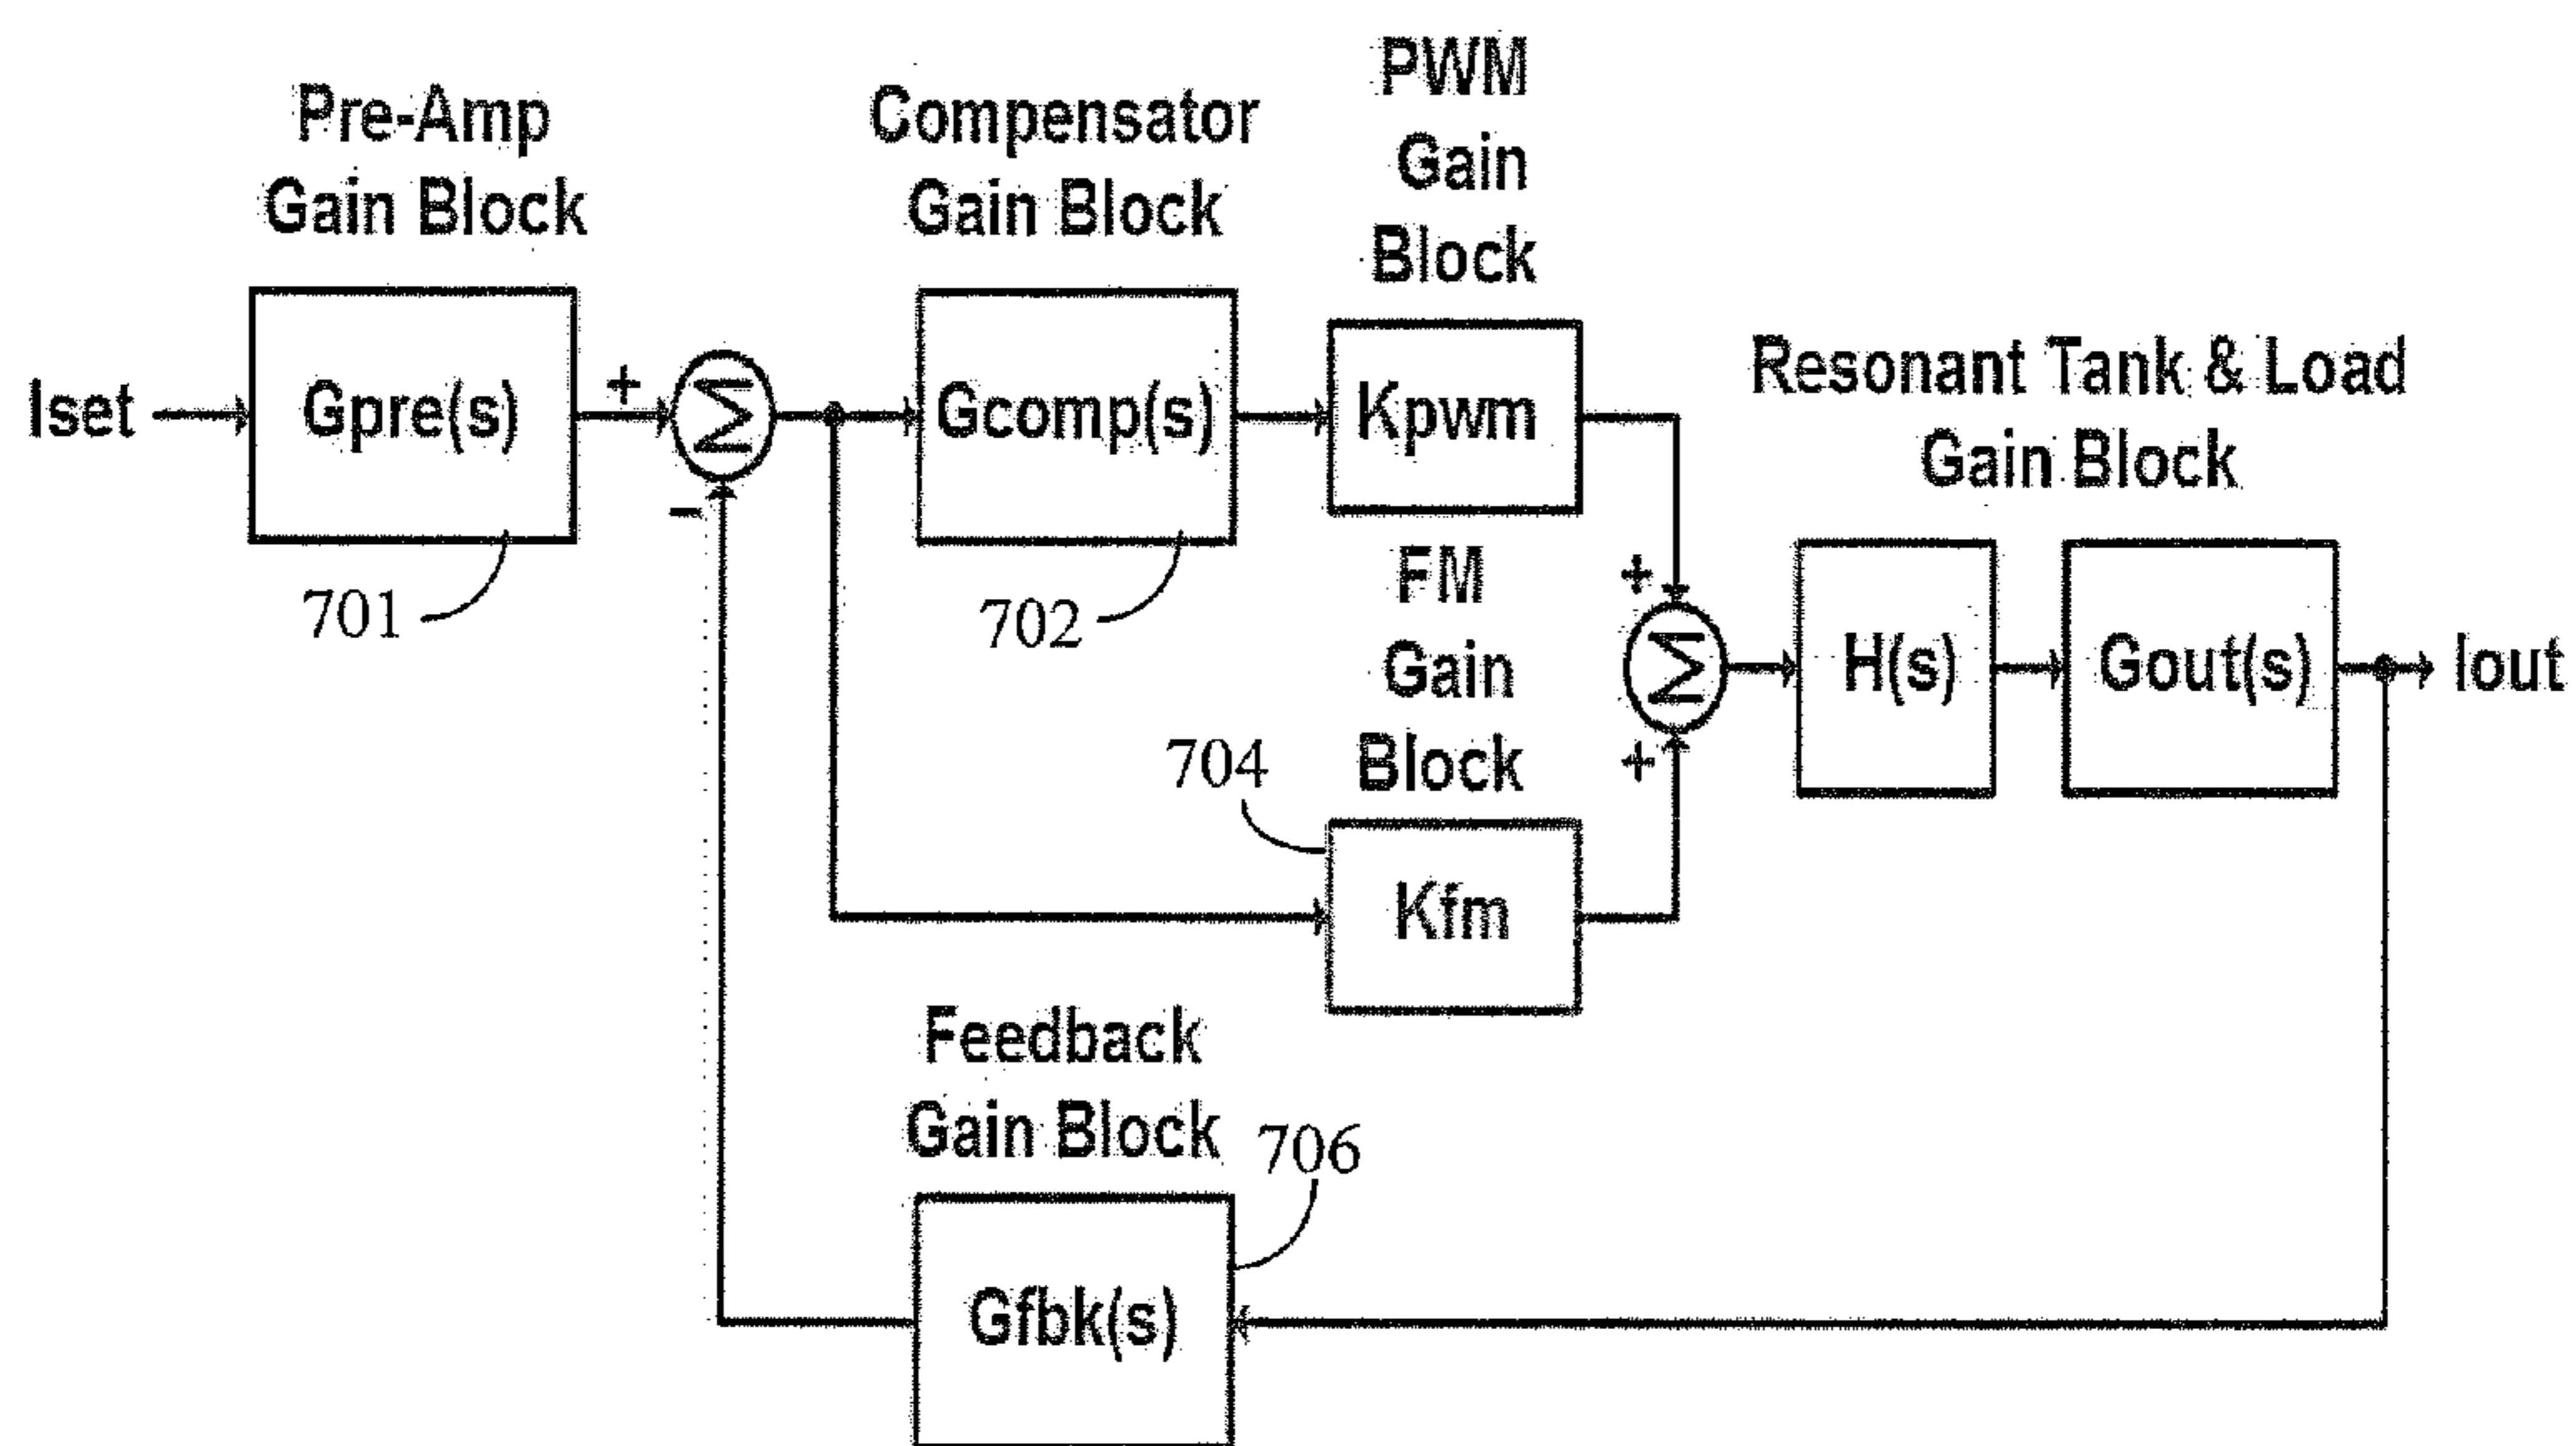 Pre-Amp
Gain Block
Compensator
Gain Block
PWM
Gain
Block
Iset
Gpre(s)
+
Σ
-
Gcomp(s)
Kpwm
701
702
FM
Gain
Block
704
Kfm
+
Σ
+
Resonant Tank & Load
Gain Block
H(s)
Gout(s)
Iout
Feedback
Gain Block
706
Gfbk(s)